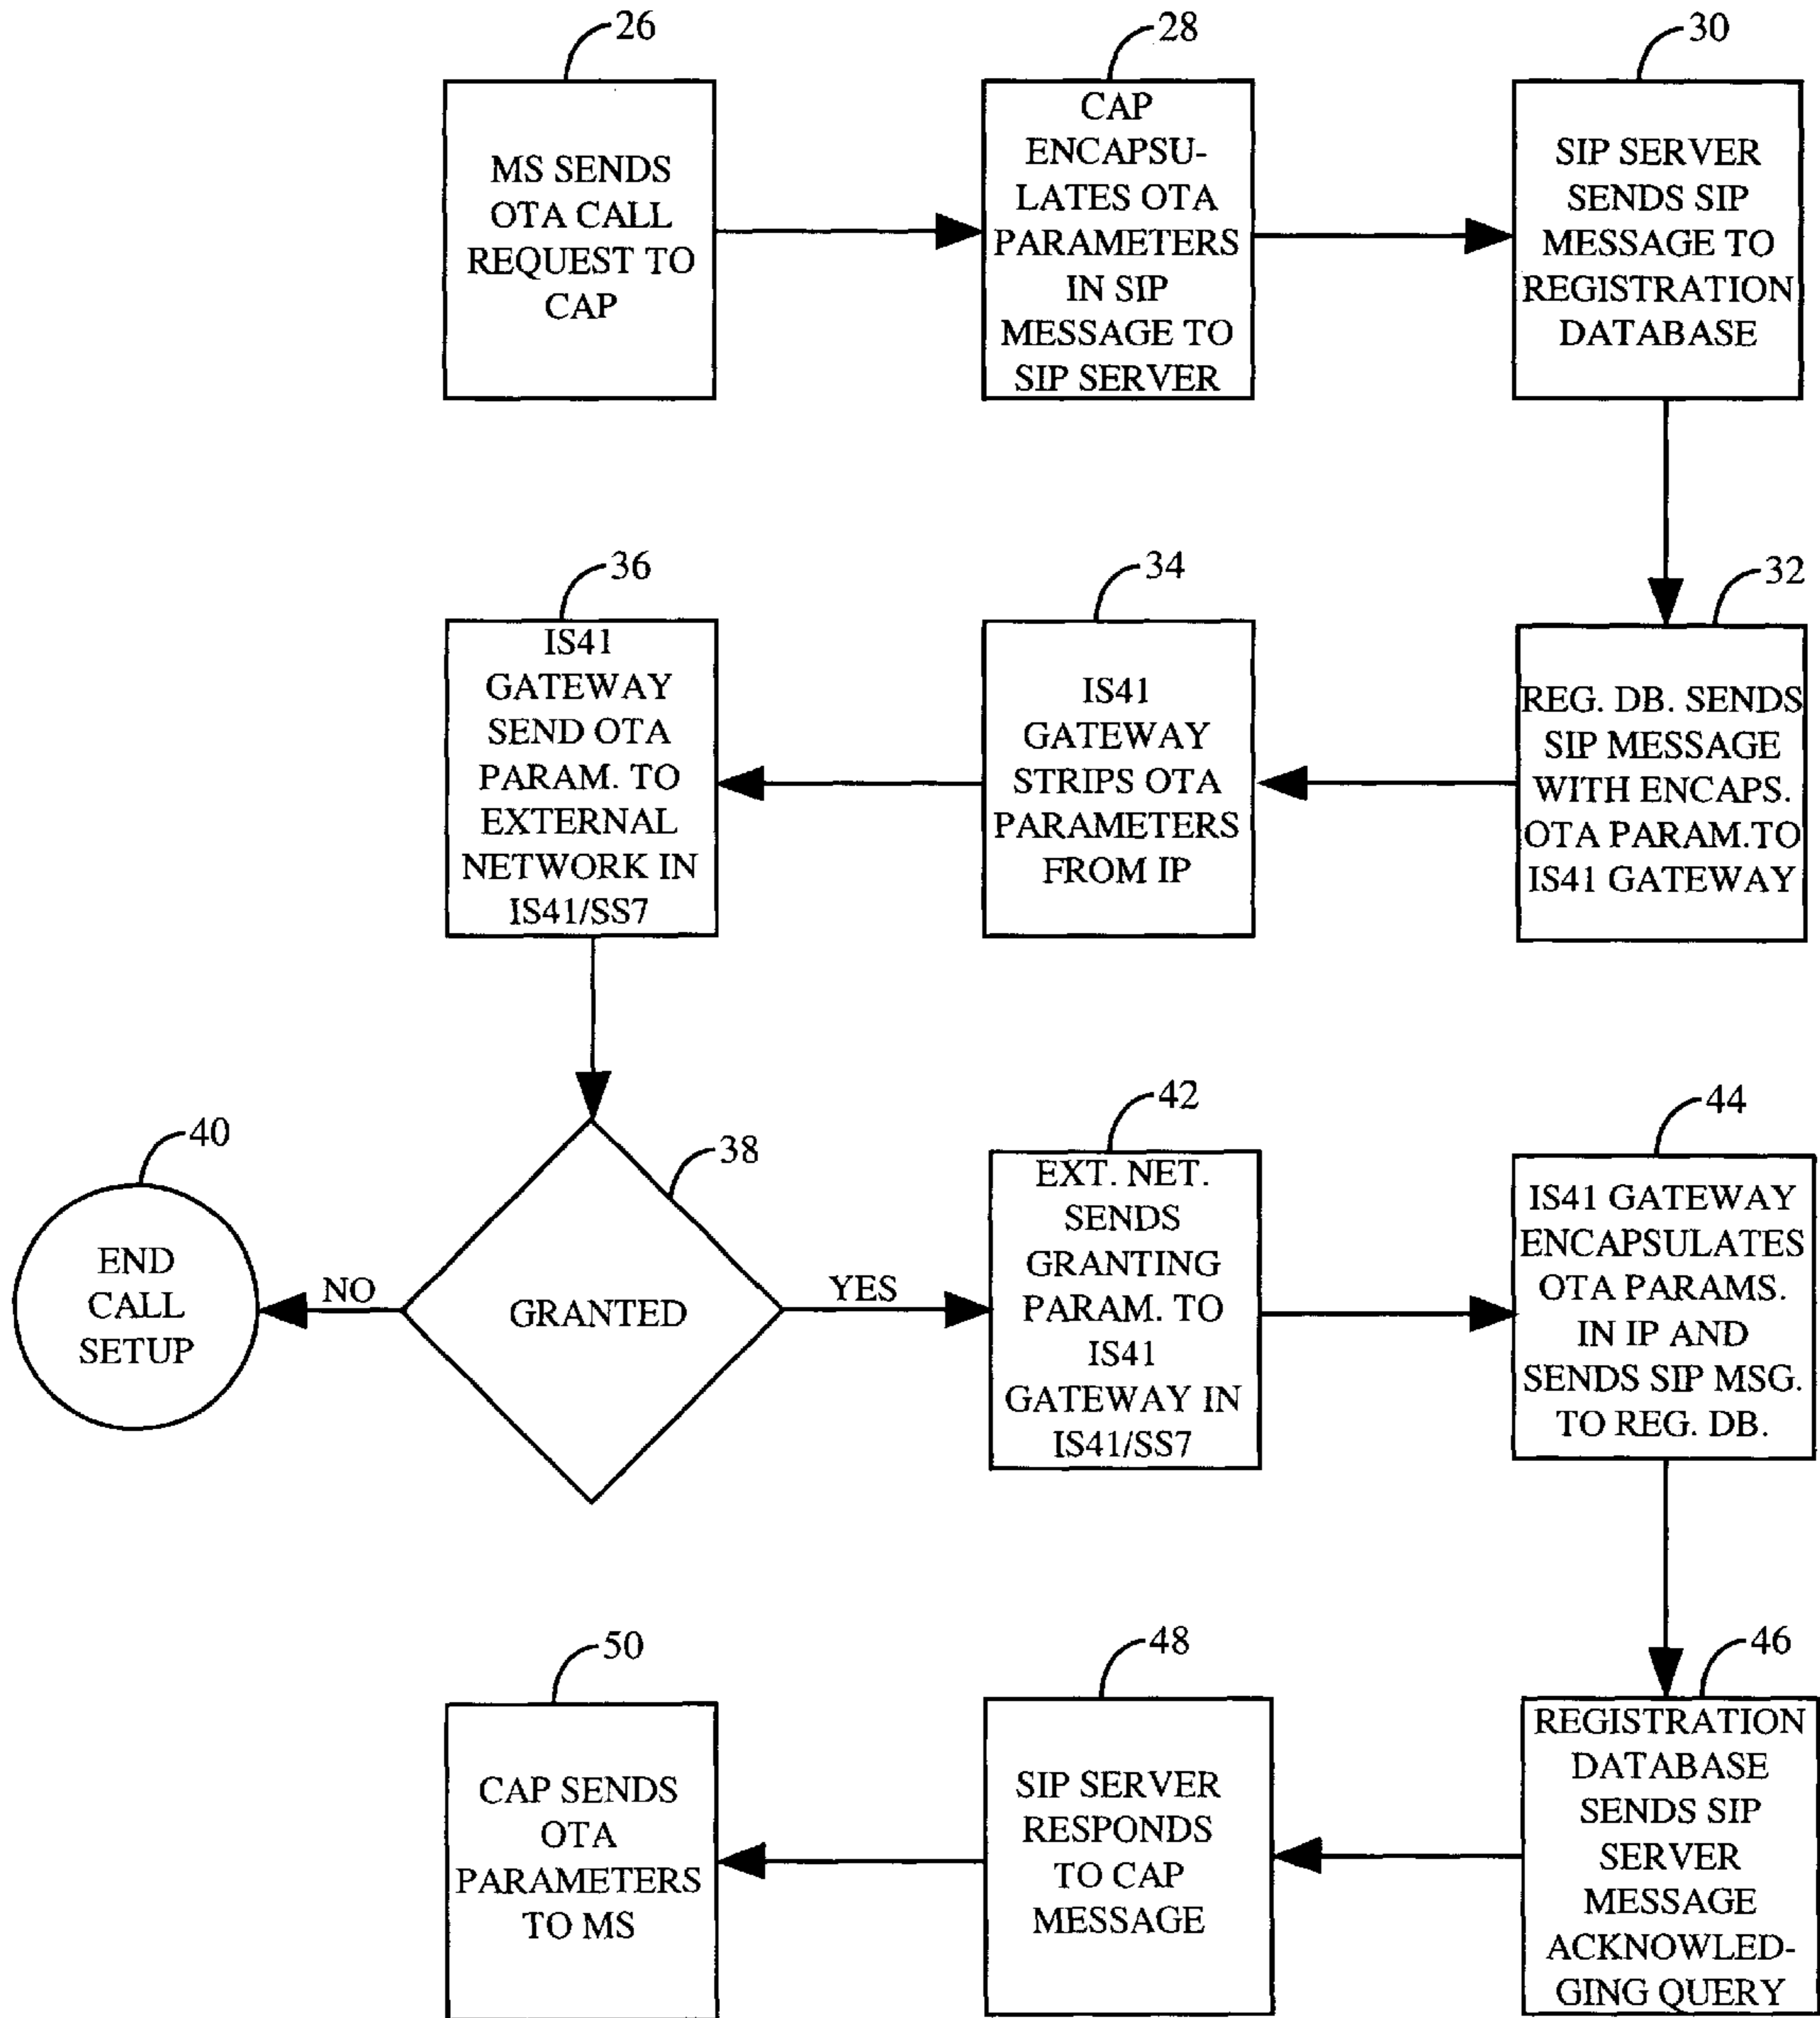 26
MS SENDS
OTA CALL
REQUEST TO
CAP
28
CAP
ENCAPSU-
LATES OTA
PARAMETERS
IN SIP
MESSAGE TO
SIP SERVER
30
SIP SERVER
SENDS SIP
MESSAGE TO
REGISTRATION
DATABASE
32
REG. DB. SENDS
SIP MESSAGE
WITH ENCAPS.
OTA PARAM.TO
IS41 GATEWAY
34
IS41
GATEWAY
STRIPS OTA
PARAMETERS
FROM IP
36
IS41
GATEWAY
SEND OTA
PARAM. TO
EXTERNAL
NETWORK IN
IS41/SS7
38
GRANTED
NO
40
END
CALL
SETUP
YES
42
EXT. NET.
SENDS
GRANTING
PARAM. TO
IS41
GATEWAY IN
IS41/SS7
44
IS41 GATEWAY
ENCAPSULATES
OTA PARAMS.
IN IP AND
SENDS SIP MSG.
TO REG. DB.
46
REGISTRATION
DATABASE
SENDS SIP
SERVER
MESSAGE
ACKNOWLED-
GING QUERY
48
SIP SERVER
RESPONDS
TO CAP
MESSAGE
50
CAP SENDS
OTA
PARAMETERS
TO MS